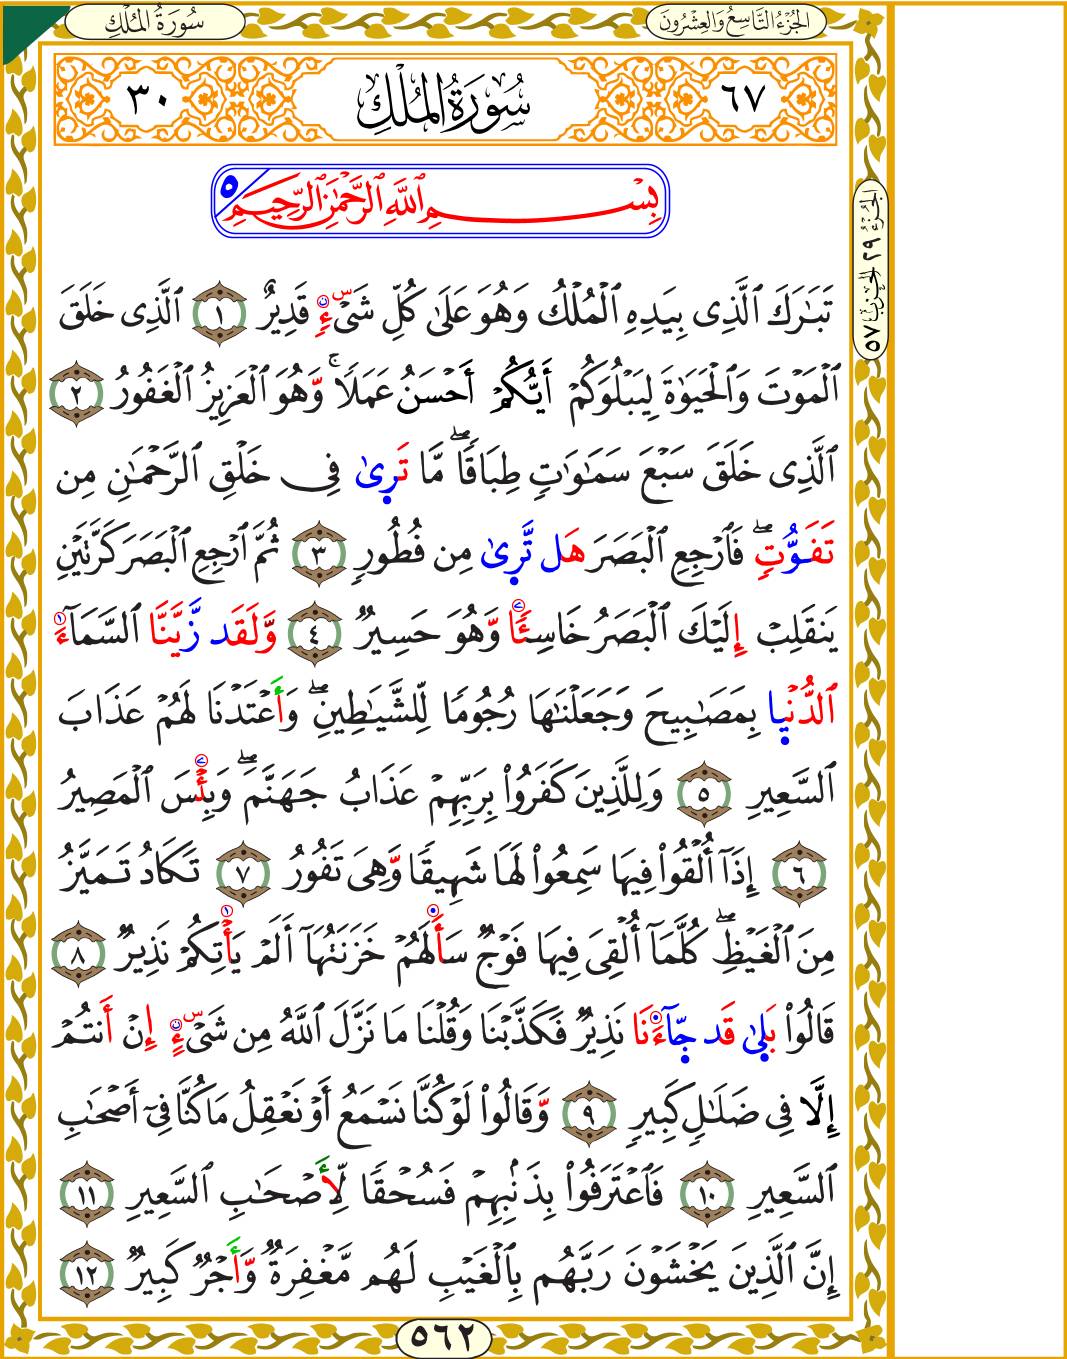 الجُزْءُ التَّاسِعُ وَالعِشْرُونَ
سُورَةُ المُلْكِ
٦٧ سُورَةُ المُلْكِ ٣٠
بِسْمِ ٱللَّهِ ٱلرَّحْمَٰنِ ٱلرَّحِيمِ ٥
الجُزْءُ ٢٩ الحِزْبُ ٥٧
تَبَٰرَكَ ٱلَّذِى بِيَدِهِ ٱلْمُلْكُ وَهُوَ عَلَىٰ كُلِّ شَىْءٍ قَدِيرٌ ١ ٱلَّذِى خَلَقَ
ٱلْمَوْتَ وَٱلْحَيَوٰةَ لِيَبْلُوَكُمْ أَيُّكُمْ أَحْسَنُ عَمَلًا ۚ وَّهُوَ ٱلْعَزِيزُ ٱلْغَفُورُ ٢
ٱلَّذِى خَلَقَ سَبْعَ سَمَٰوَٰتٍ طِبَاقًا ۖ مَّا تَرِىٰ فِى خَلْقِ ٱلرَّحْمَٰنِ مِن
تَفَوُّتٍ ۖ فَٱرْجِعِ ٱلْبَصَرَ هَل تَّرِىٰ مِن فُطُورٍ ٣ ثُمَّ ٱرْجِعِ ٱلْبَصَرَ كَرَّتَيْنِ
يَنقَلِبْ إِلَيْكَ ٱلْبَصَرُ خَاسِئًا وَّهُوَ حَسِيرٌ ٤ وَّلَقَد زَّيَّنَّا ٱلسَّمَآءَ
ٱلدُّنْيِا بِمَصَٰبِيحَ وَجَعَلْنَٰهَا رُجُومًا لِّلشَّيَٰطِينِ ۖ وَأَعْتَدْنَا لَهُمْ عَذَابَ
ٱلسَّعِيرِ ٥ وَلِلَّذِينَ كَفَرُوا۟ بِرَبِّهِمْ عَذَابُ جَهَنَّمَ ۖ وَبِئْسَ ٱلْمَصِيرُ
٦ إِذَآ أُلْقُوا۟ فِيهَا سَمِعُوا۟ لَهَا شَهِيقًا وَّهِىَ تَفُورُ ٧ تَكَادُ تَمَيَّزُ
مِنَ ٱلْغَيْظِ ۖ كُلَّمَآ أُلْقِىَ فِيهَا فَوْجٌ سَأَلَهُمْ خَزَنَتُهَآ أَلَمْ يَأْتِكُمْ نَذِيرٌ ٨
قَالُوا۟ بَلِىٰ قَد جِّآءَنَا نَذِيرٌ فَكَذَّبْنَا وَقُلْنَا مَا نَزَّلَ ٱللَّهُ مِن شَىْءٍ إِنْ أَنتُمْ
إِلَّا فِى ضَلَٰلٍ كَبِيرٍ ٩ وَّقَالُوا۟ لَوْ كُنَّا نَسْمَعُ أَوْ نَعْقِلُ مَا كُنَّا فِىٓ أَصْحَٰبِ
ٱلسَّعِيرِ ١٠ فَٱعْتَرَفُوا۟ بِذَنۢبِهِمْ فَسُحْقًا لِّأَصْحَٰبِ ٱلسَّعِيرِ ١١
إِنَّ ٱلَّذِينَ يَخْشَوْنَ رَبَّهُم بِٱلْغَيْبِ لَهُم مَّغْفِرَةٌ وَّأَجْرٌ كَبِيرٌ ١٢
٥٦٢